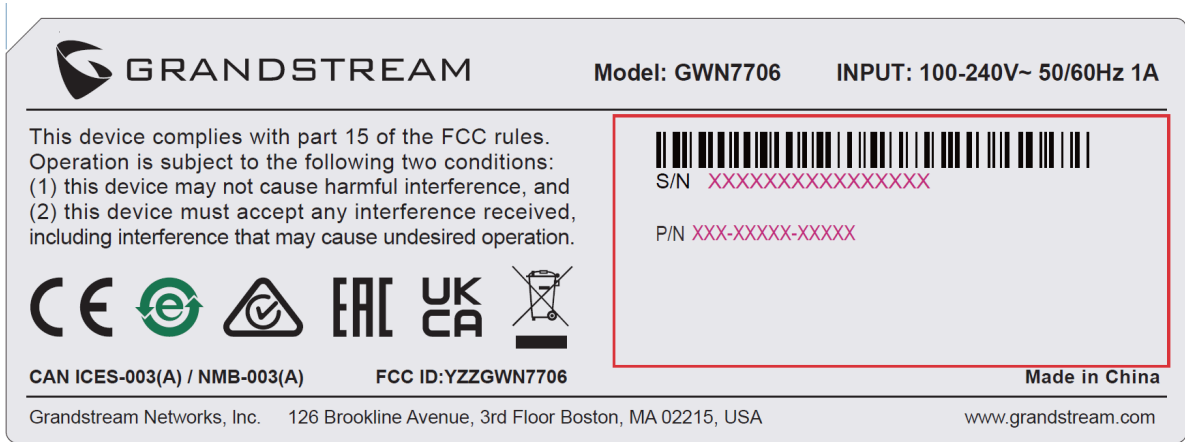 GRANDSTREAM
Model: GWN7706 INPUT: 100-240V~ 50/60Hz 1A
This device complies with part 15 of the FCC rules.
Operation is subject to the following two conditions:
(1) this device may not cause harmful interference, and
(2) this device must accept any interference received,
including interference that may cause undesired operation.
S/N XXXXXXXXXXXXXXXX
P/N XXX-XXXXX-XXXXX
CE e EAC UK
CA
CAN ICES-003(A) / NMB-003(A) FCC ID:YZZGWN7706
Made in China
Grandstream Networks, Inc. 126 Brookline Avenue, 3rd Floor Boston, MA 02215, USA www.grandstream.com